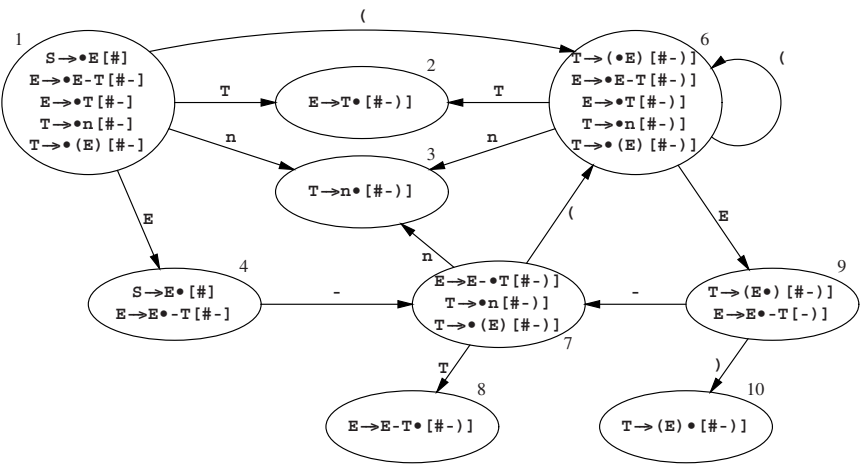 (
1
S→•E[#]
E→•E-T[#-]
E→•T[#-]
T→•n[#-]
T→•(E)[#-]
T
n
E
2
E→T•[#-)]
3
T→n•[#-)]
T
n
6
T→(•E)[#-)]
E→•E-T[#-)]
E→•T[#-)]
T→•n[#-)]
T→•(E)[#-)]
(
E
4
S→E•[#]
E→E•-T[#-]
-
n
(
E→E-•T[#-)]
T→•n[#-)]
T→•(E)[#-)]
7
-
9
T→(E•)[#-)]
E→E•-T[-)]
T
8
E→E-T•[#-)]
)
10
T→(E)•[#-)]